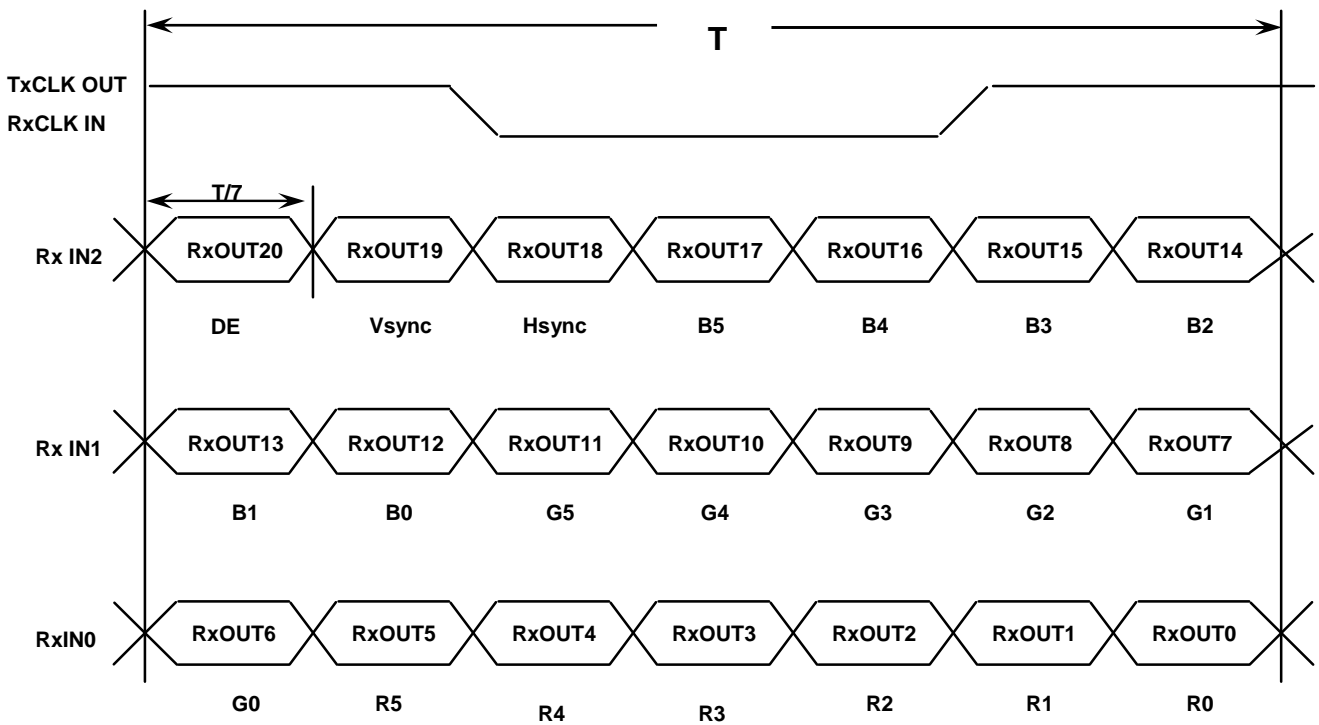 T
TxCLK OUT
RxCLK IN
T/7
Rx IN2
RxOUT20 RxOUT19 RxOUT18 RxOUT17 RxOUT16 RxOUT15 RxOUT14
DE Vsync Hsync B5 B4 B3 B2
Rx IN1
RxOUT13 RxOUT12 RxOUT11 RxOUT10 RxOUT9 RxOUT8 RxOUT7
B1 B0 G5 G4 G3 G2 G1
RxIN0
RxOUT6 RxOUT5 RxOUT4 RxOUT3 RxOUT2 RxOUT1 RxOUT0
G0 R5 R4 R3 R2 R1 R0